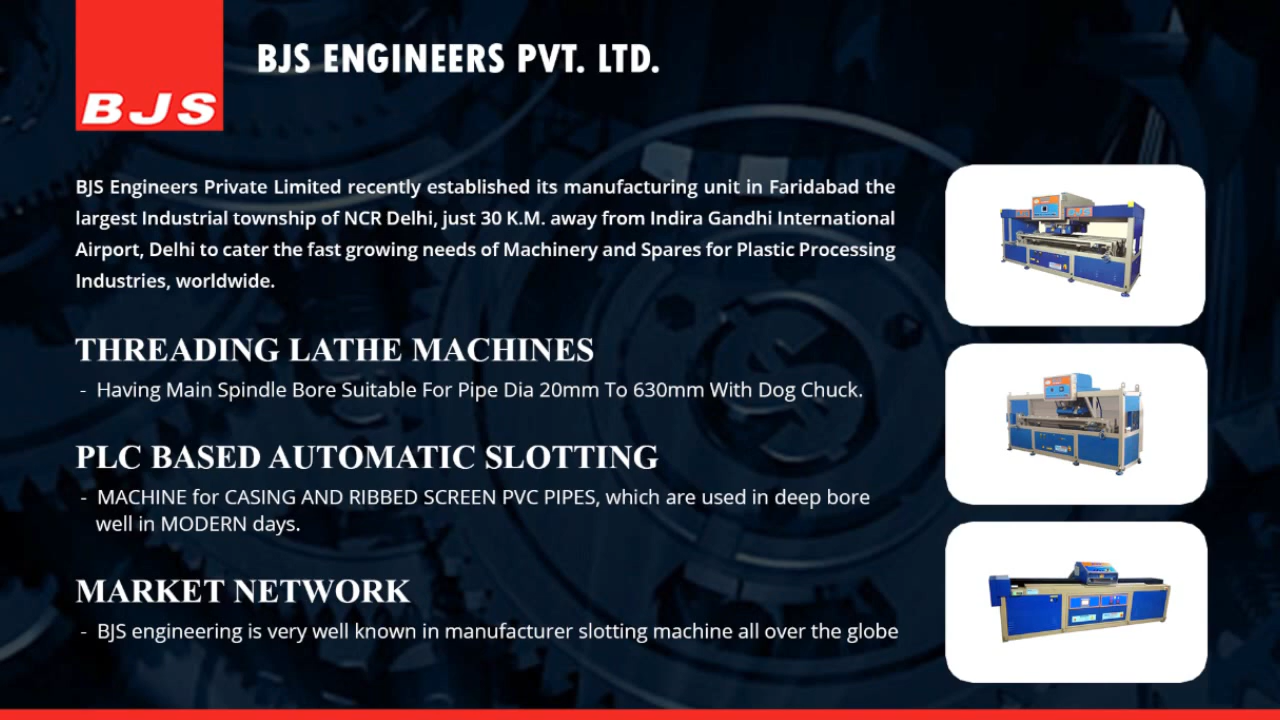 BJS
BJS ENGINEERS PVT. LTD.
BJS Engineers Private Limited recently established its manufacturing unit in Faridabad the
largest Industrial township of NCR Delhi, just 30 K.M. away from Indira Gandhi International
Airport, Delhi to cater the fast growing needs of Machinery and Spares for Plastic Processing
Industries, worldwide.
THREADING LATHE MACHINES
- Having Main Spindle Bore Suitable For Pipe Dia 20mm To 630mm With Dog Chuck.
PLC BASED AUTOMATIC SLOTTING
- MACHINE for CASING AND RIBBED SCREEN PVC PIPES, which are used in deep bore
well in MODERN days.
MARKET NETWORK
- BJS engineering is very well known in manufacturer slotting machine all over the globe